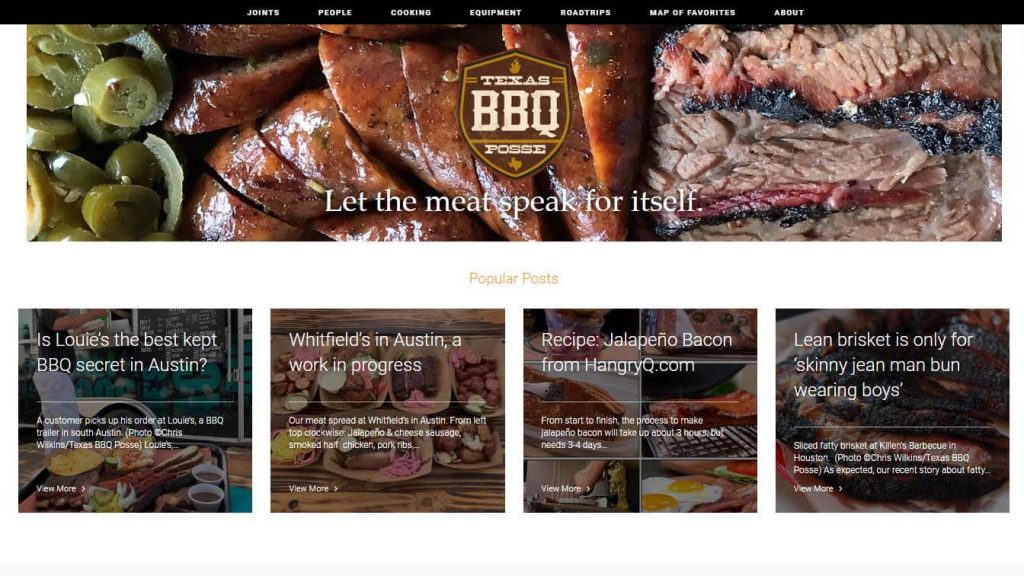 JOINTS PEOPLE COOKING EQUIPMENT ROADTRIPS MAP OF FAVORITES ABOUT
TEXAS
BBQ
POSSE
Let the meat speak for itself.
Popular Posts
Is Louie's the best kept
BBQ secret in Austin?
A customer picks up his order at Louie's, a BBQ
trailer in south Austin. (Photo ©Chris
Wilkins/Texas BBQ Posse) Louie's,...
View More >
Whitfield's in Austin, a
work in progress
Our meat spread at Whitfield's in Austin. From left
top clockwise: Jalapeño & cheese sausage,
smoked half chicken, pork ribs,...
View More >
Recipe: Jalapeño Bacon
from HangryQ.com
From start to finish, the process to make
jalapeño bacon will take up about 3 hours, but
needs 3-4 days...
View More >
Lean brisket is only for
'skinny jean man bun
wearing boys'
Sliced fatty brisket at Killen's Barbecue in
Houston. (Photo ©Chris Wilkins/Texas BBQ
Posse) As expected, our recent story about fatty...
View More >